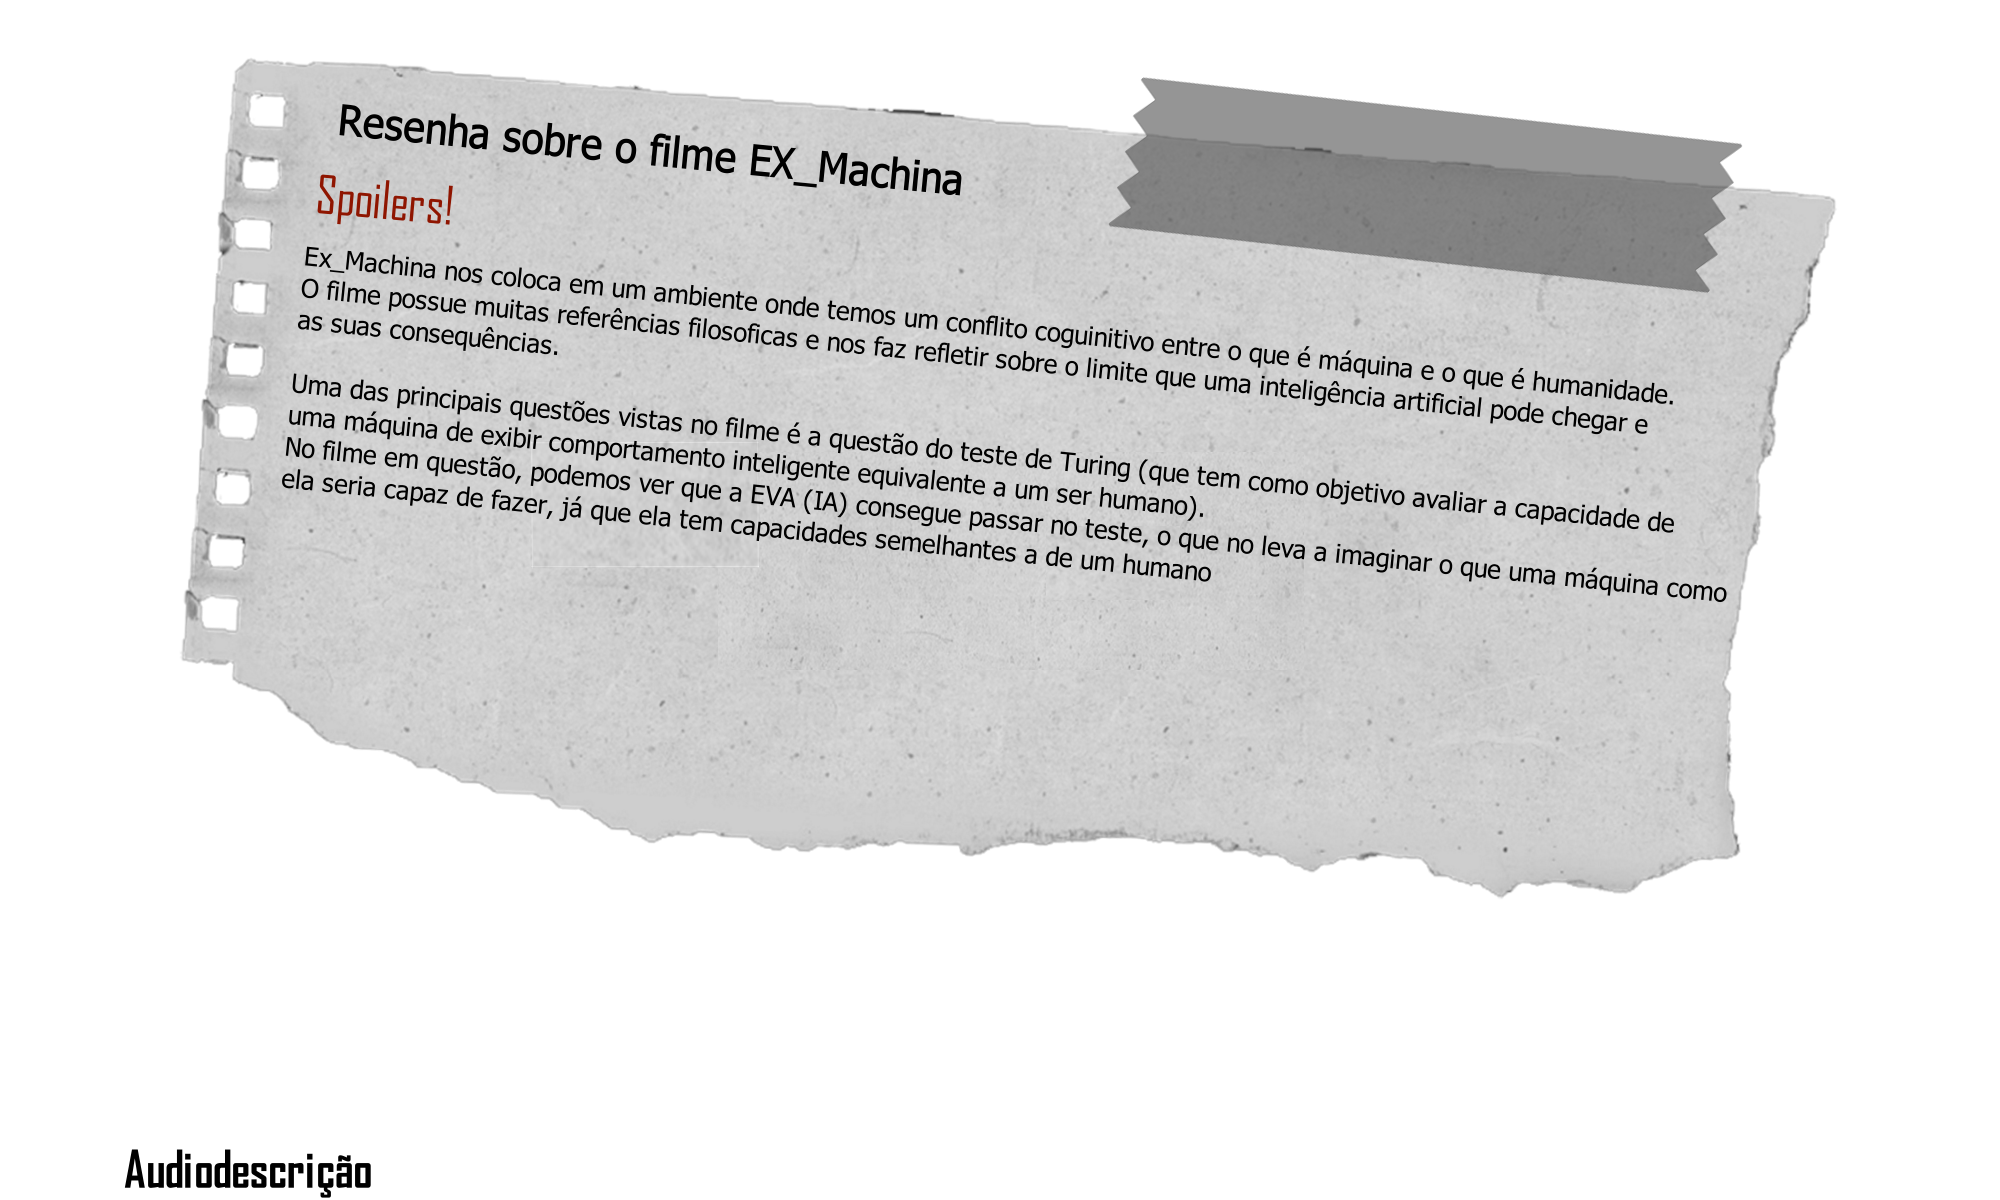 Resenha sobre o filme EX_Machina
Spoilers!
Ex_Machina nos coloca em um ambiente onde temos um conflito coguinitivo entre o que é máquina e o que é humanidade.
O filme possue muitas referências filosoficas e nos faz refletir sobre o limite que uma inteligência artificial pode chegar e
as suas consequências.
Uma das principais questões vistas no filme é a questão do teste de Turing (que tem como objetivo avaliar a capacidade de
uma máquina de exibir comportamento inteligente equivalente a um ser humano).
No filme em questão, podemos ver que a EVA (IA) consegue passar no teste, o que no leva a imaginar o que uma máquina como
ela seria capaz de fazer, já que ela tem capacidades semelhantes a de um humano
Audiodescrição